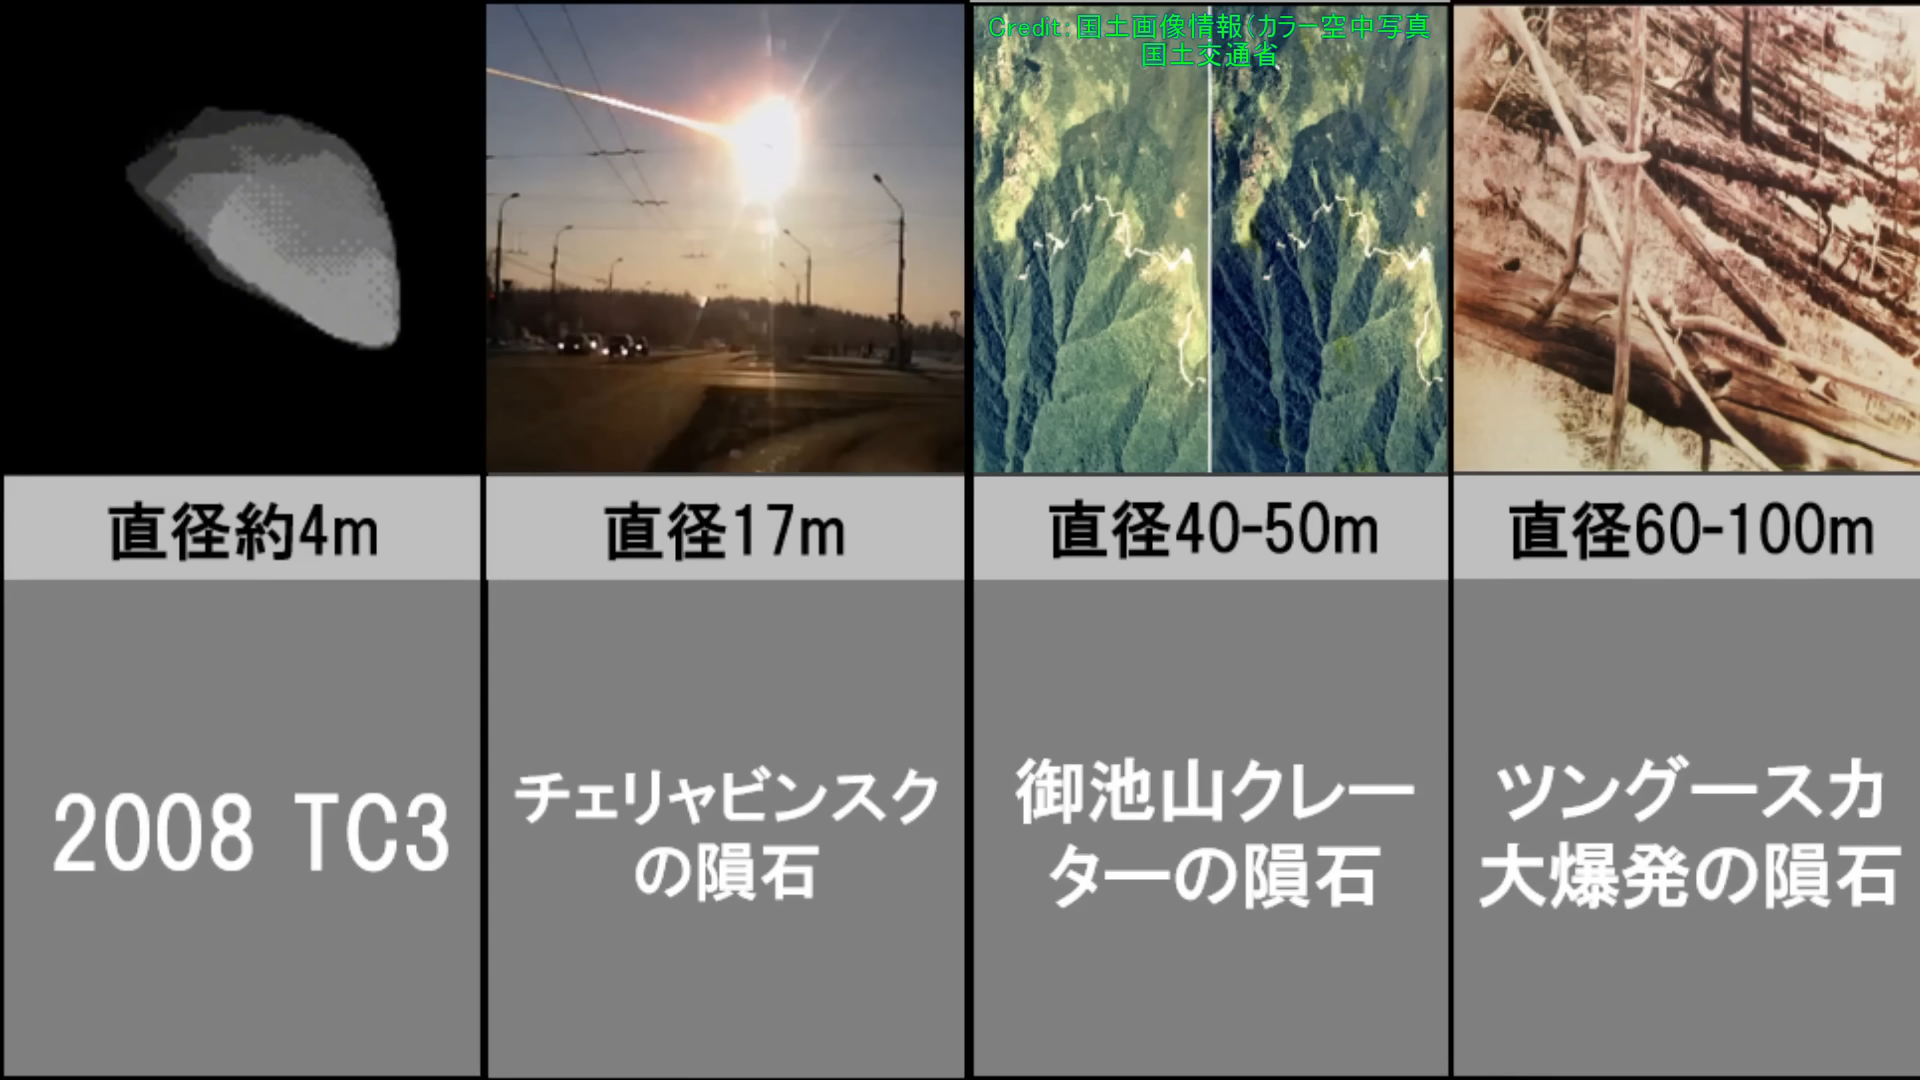 Credit: 国土画像情報(カラー空中写真
国土交通省
直径約4m
直径17m
直径40-50m
直径60-100m
2008 TC3
チェリャビンスク
の隕石
御池山クレー
ターの隕石
ツングースカ
大爆発の隕石